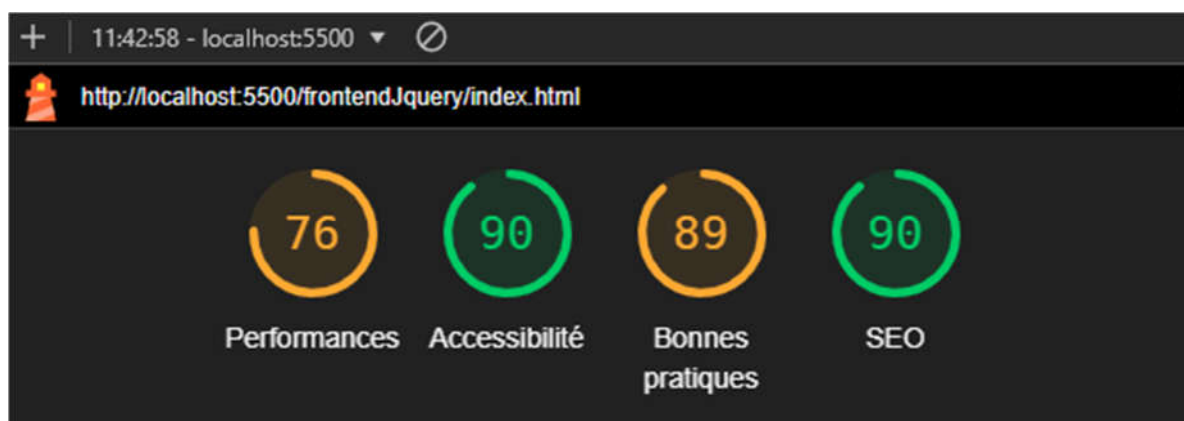 11:42:58 - localhost:5500
http://localhost:5500/frontendJquery/index.html
76 90 89 90
Performances Accessibilité Bonnes pratiques SEO